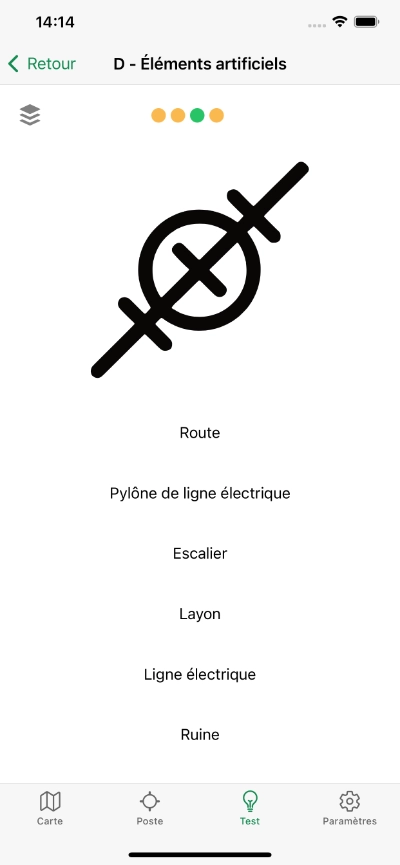 14:14
Retour
D - Éléments artificiels
Route
Pylône de ligne électrique
Escalier
Layon
Ligne électrique
Ruine
Carte
Poste
Test
Paramètres